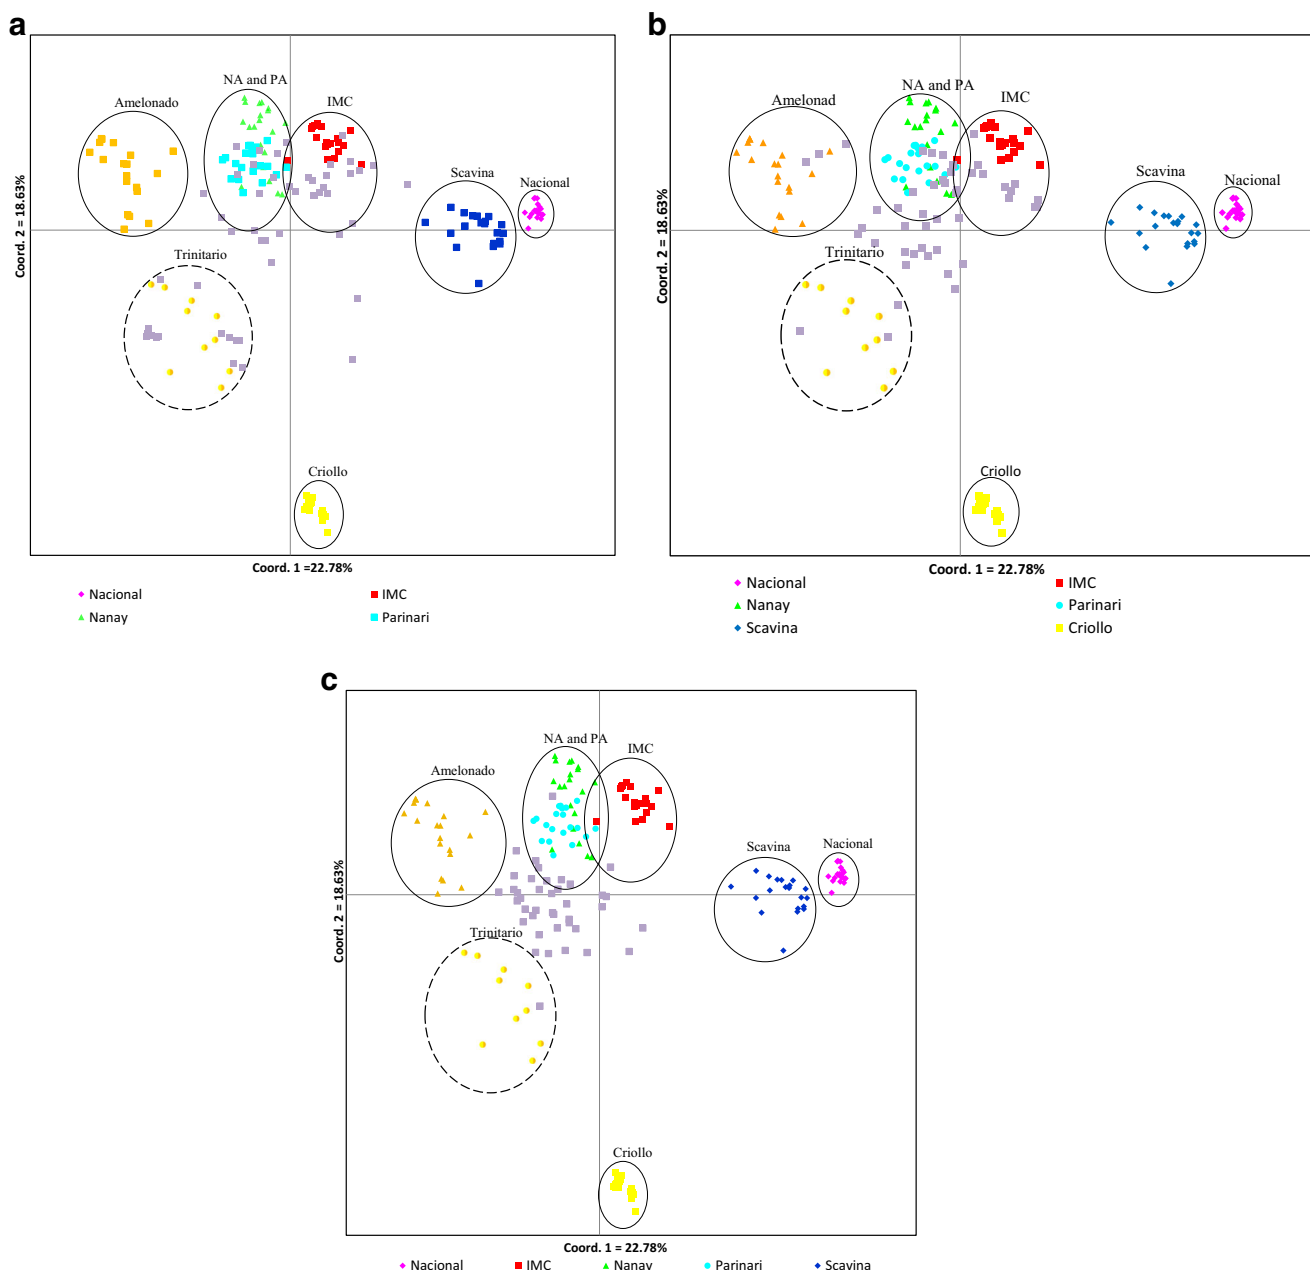 a
NA and PA
IMC
Amelonado
Scavina
Nacional
Coord. 2 = 18.63%
Trinitario
Criollo
Coord. 1 =22.78%
Nacional
IMC
Nanay
Parinari
b
NA and PA
IMC
Amelonad
Scavina
Nacional
Coord. 2 = 18.63%
Trinitario
Criollo
Coord. 1 = 22.78%
Nacional
IMC
Nanay
Parinari
Scavina
Criollo
c
NA and PA
IMC
Amelonado
Scavina
Nacional
Coord. 2 = 18.63%
Trinitario
Criollo
Coord. 1 = 22.78%
Nacional
IMC
Nanay
Parinari
Scavina